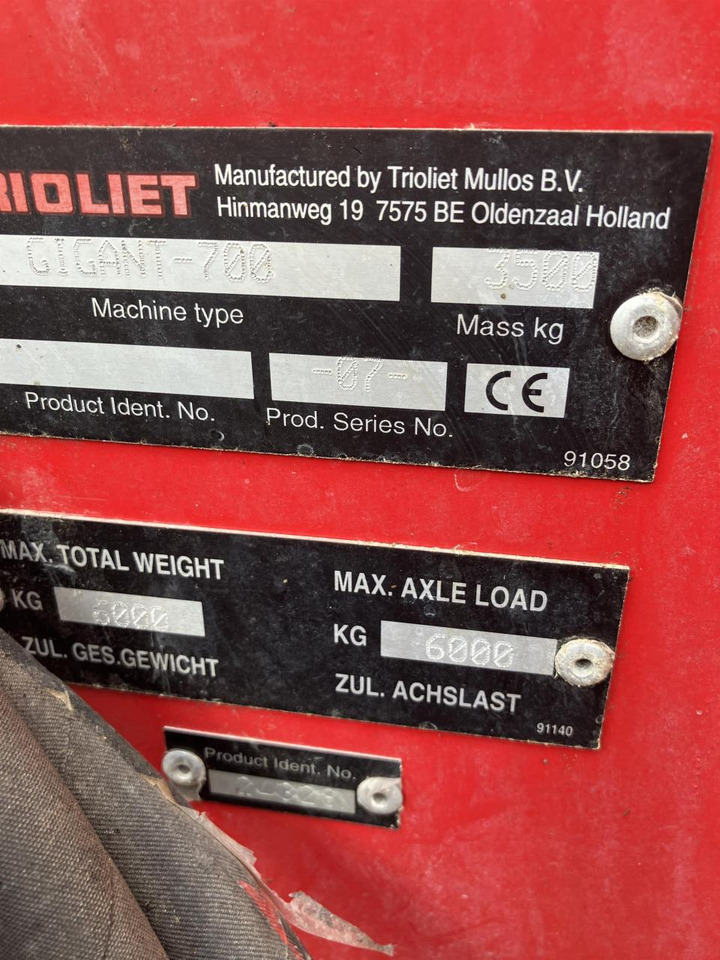 TRIOLIET
Manufactured by Trioliet Mullos B.V.
Hinmanweg 19 7575 BE Oldenzaal Holland
GIGANT-700
3500
Machine type
Mass kg
-07-
CE
Product Ident. No.
Prod. Series No.
91058
MAX. TOTAL WEIGHT
MAX. AXLE LOAD
KG 6000
KG 6000
ZUL. GES.GEWICHT
ZUL. ACHSLAST
91140
Product Ident. No.